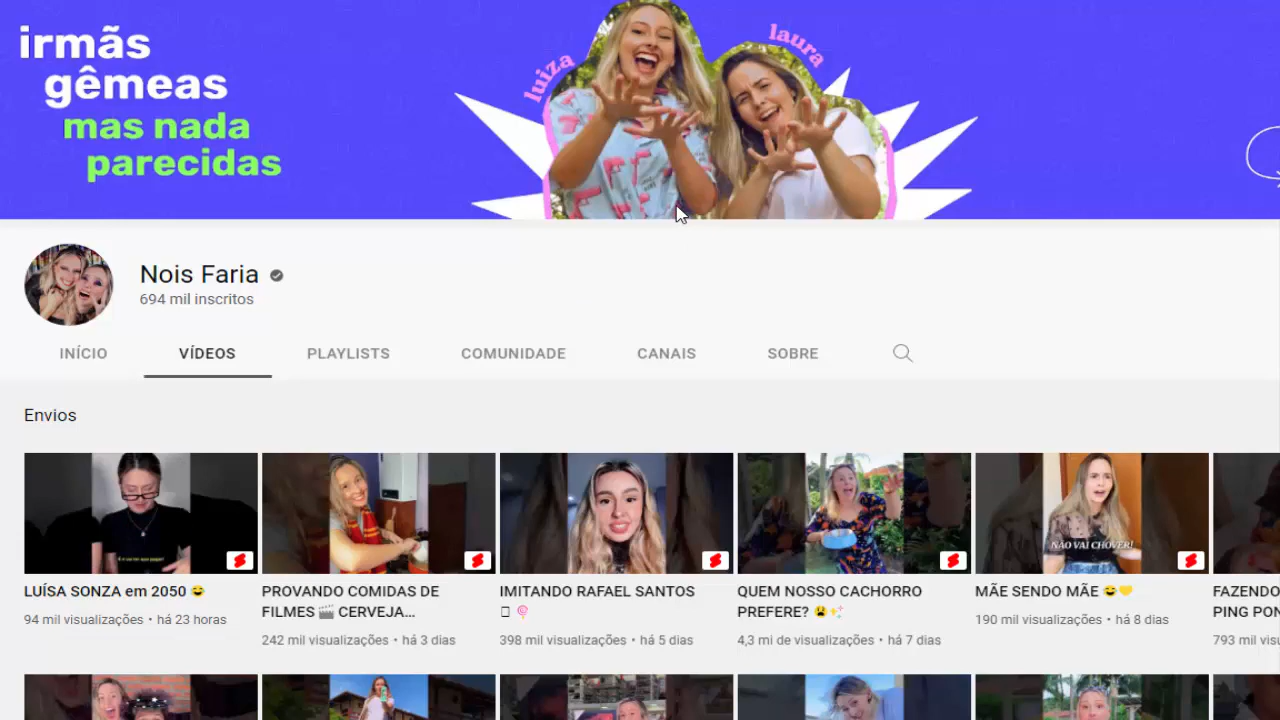 irmãs
gêmeas
mas nada
parecidas
luiza
laura
Nois Faria
694 mil inscritos
INÍCIO
VÍDEOS
PLAYLISTS
COMUNIDADE
CANAIS
SOBRE
Envios
NÃO VAI CHOVER!
LUÍSA SONZA em 2050 😂
94 mil visualizações • há 23 horas
PROVANDO COMIDAS DE
FILMES 🎬 CERVEJA...
242 mil visualizações • há 3 dias
IMITANDO RAFAEL SANTOS
398 mil visualizações • há 5 dias
QUEM NOSSO CACHORRO
PREFERE? 😫✨
4,3 mi de visualizações • há 7 dias
MÃE SENDO MÃE 😂💛
190 mil visualizações • há 8 dias
FAZENDO
793 mil